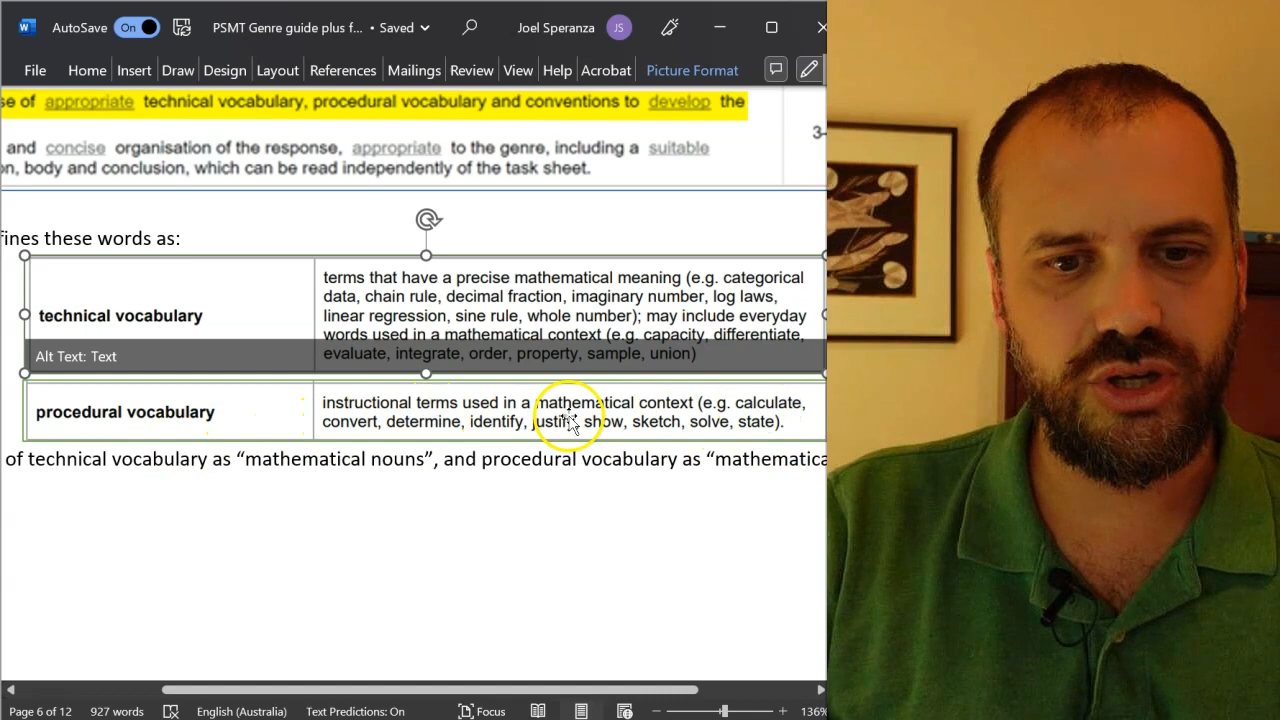 AutoSave On PSMT Genre guide plus f... • Saved Joel Speranza JS
File Home Insert Draw Design Layout References Mailings Review View Help Acrobat Picture Format
se of appropriate technical vocabulary, procedural vocabulary and conventions to develop the
3-
and concise organisation of the response, appropriate to the genre, including a suitable
on, body and conclusion, which can be read independently of the task sheet.
fines these words as:
technical vocabulary
terms that have a precise mathematical meaning (e.g. categorical
data, chain rule, decimal fraction, imaginary number, log laws,
linear regression, sine rule, whole number); may include everyday
words used in a mathematical context (e.g. capacity, differentiate,
evaluate, integrate, order, property, sample, union)
Alt Text: Text
procedural vocabulary
instructional terms used in a mathematical context (e.g. calculate,
convert, determine, identify, justify, show, sketch, solve, state).
of technical vocabulary as “mathematical nouns”, and procedural vocabulary as “mathematica
Page 6 of 12 927 words English (Australia) Text Predictions: On Focus 136%